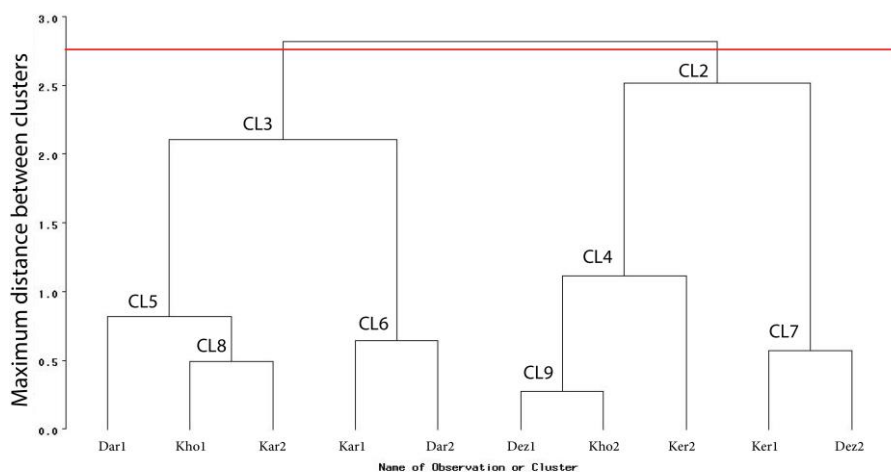 3.0
CL2
2.5
CL3
2.0
1.5
CL4
1.0
CL5
CL6
CL7
CL8
0.5
CL9
0.0
Maximum distance between clusters
Dar1 Kho1 Kar2 Kar1 Dar2 Dez1 Kho2 Ker2 Ker1 Dez2
Name of Observation or Cluster